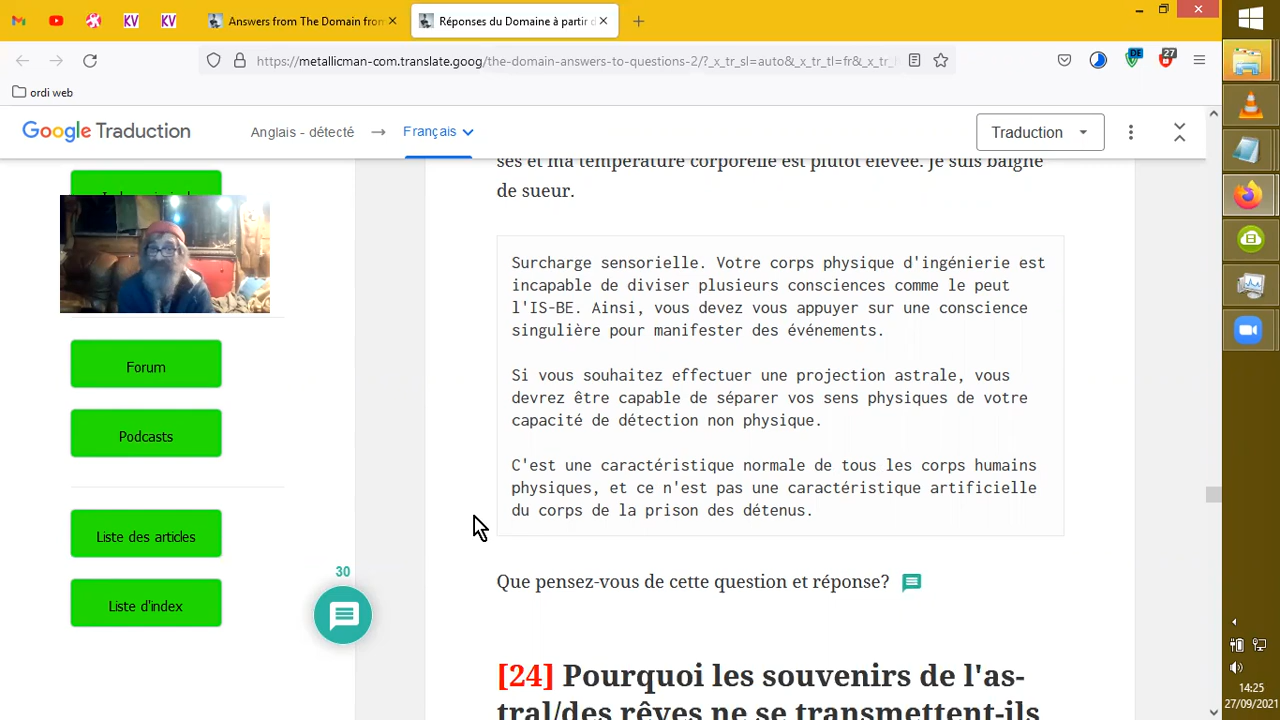 Answers from The Domain from
Réponses du Domaine à partir d
https://metallicman-com.translate.goog/the-domain-answers-to-questions-2/?_x_tr_sl=auto&_x_tr_tl=fr&_x_tr_
DE
27
ordi web
Google Traduction
Anglais - détecté
Français
Traduction
ses et ma température corporelle est plutôt élevée. Je suis baigné
de sueur.
Surcharge sensorielle. Votre corps physique d'ingénierie est
incapable de diviser plusieurs consciences comme le peut
l'IS-BE. Ainsi, vous devez vous appuyer sur une conscience
singulière pour manifester des événements.
Si vous souhaitez effectuer une projection astrale, vous
devrez être capable de séparer vos sens physiques de votre
capacité de détection non physique.
C'est une caractéristique normale de tous les corps humains
physiques, et ce n'est pas une caractéristique artificielle
du corps de la prison des détenus.
Forum
Podcasts
Liste des articles
Liste d'index
30
Que pensez-vous de cette question et réponse?
[24] Pourquoi les souvenirs de l'as-
tral/des rêves ne se transmettent-ils
14:25
27/09/2021